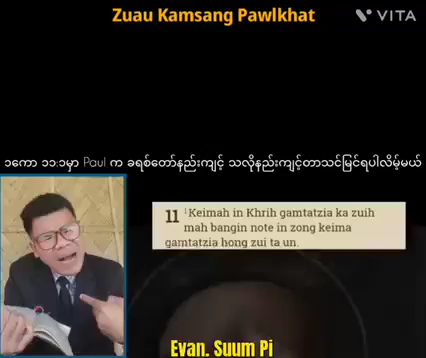 Zuau Kamsang Pawlkhat
VITA
၁ကော ၁၁:၁မှာ Paul က ခရစ်တော်နည်းကျင့် သလိုနည်းကျင့်တာသင်မြင်ရပါလိမ့်မယ်
11 1Keimah in Khrih gamtatzia ka zuih
mah bangin note in zong keima
gamtatzia hong zui ta un.
Evan. Suum Pi